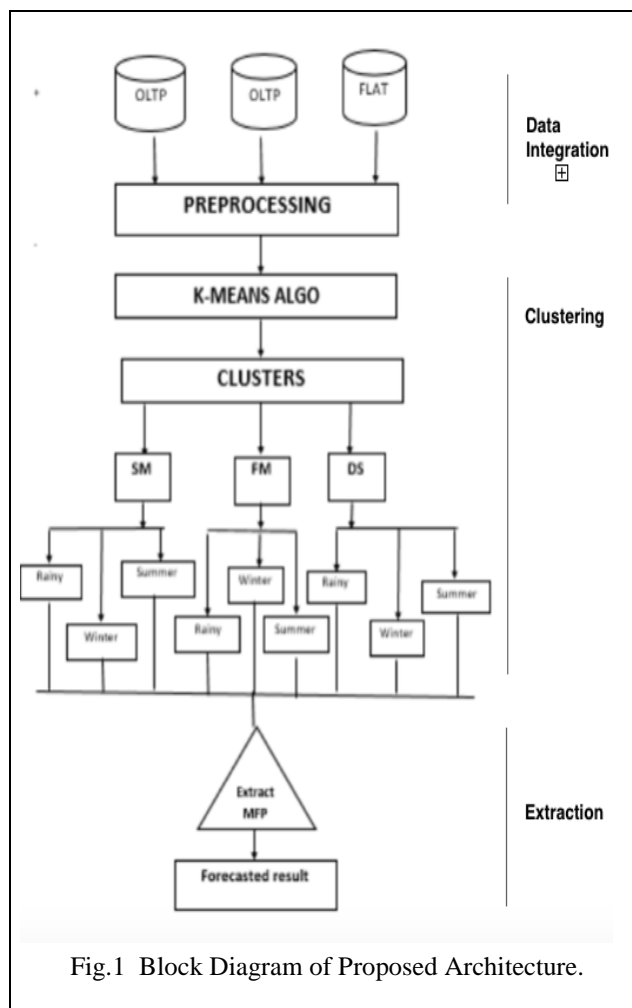 OLTP
OLTP
FLAT
Data
Integration
PREPROCESSING
K-MEANS ALGO
Clustering
CLUSTERS
SM
FM
DS
Rainy
Summer
Winter
Rainy
Summer
Winter
Rainy
Summer
Winter
Extract
MFP
Extraction
Forecasted result
Fig.1 Block Diagram of Proposed Architecture.